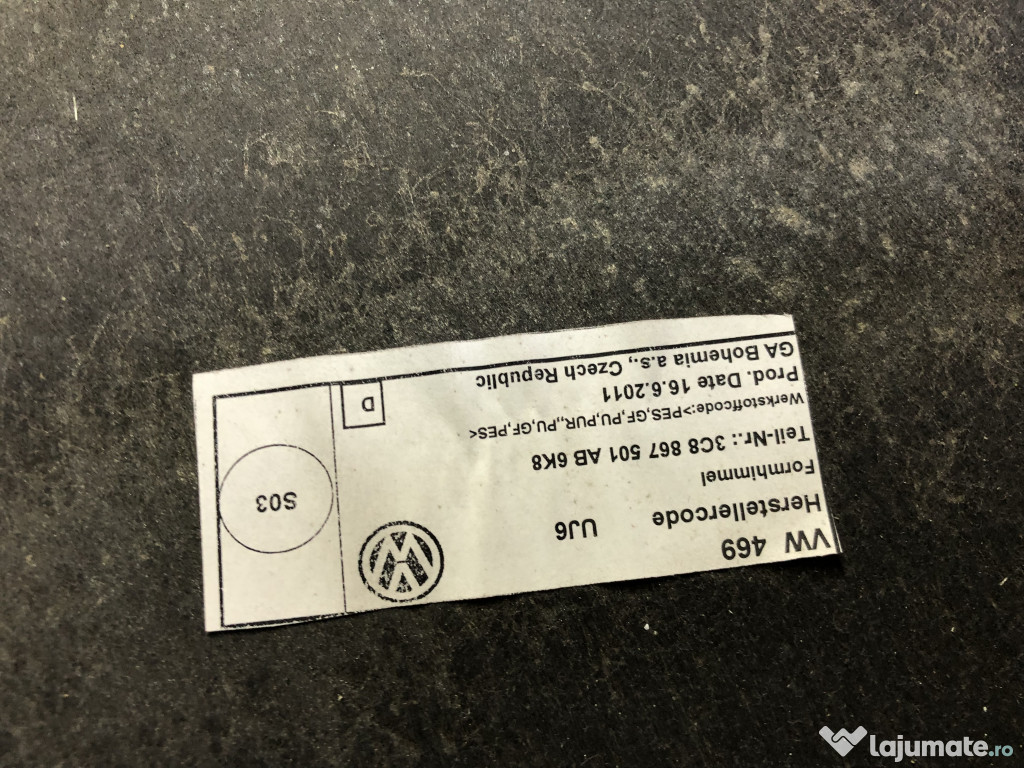 VW 469
Herstellercode UJ6
Formhimmel
Teil-Nr.: 3C8 867 501 AB 6K8
Werkstoffcode:>PES,GF,PU,PUR,,PU,GF,PES<
Prod. Date 16.6.2011
GA Bohemia a.s., Czech Republic
S03
D
lajumate.ro